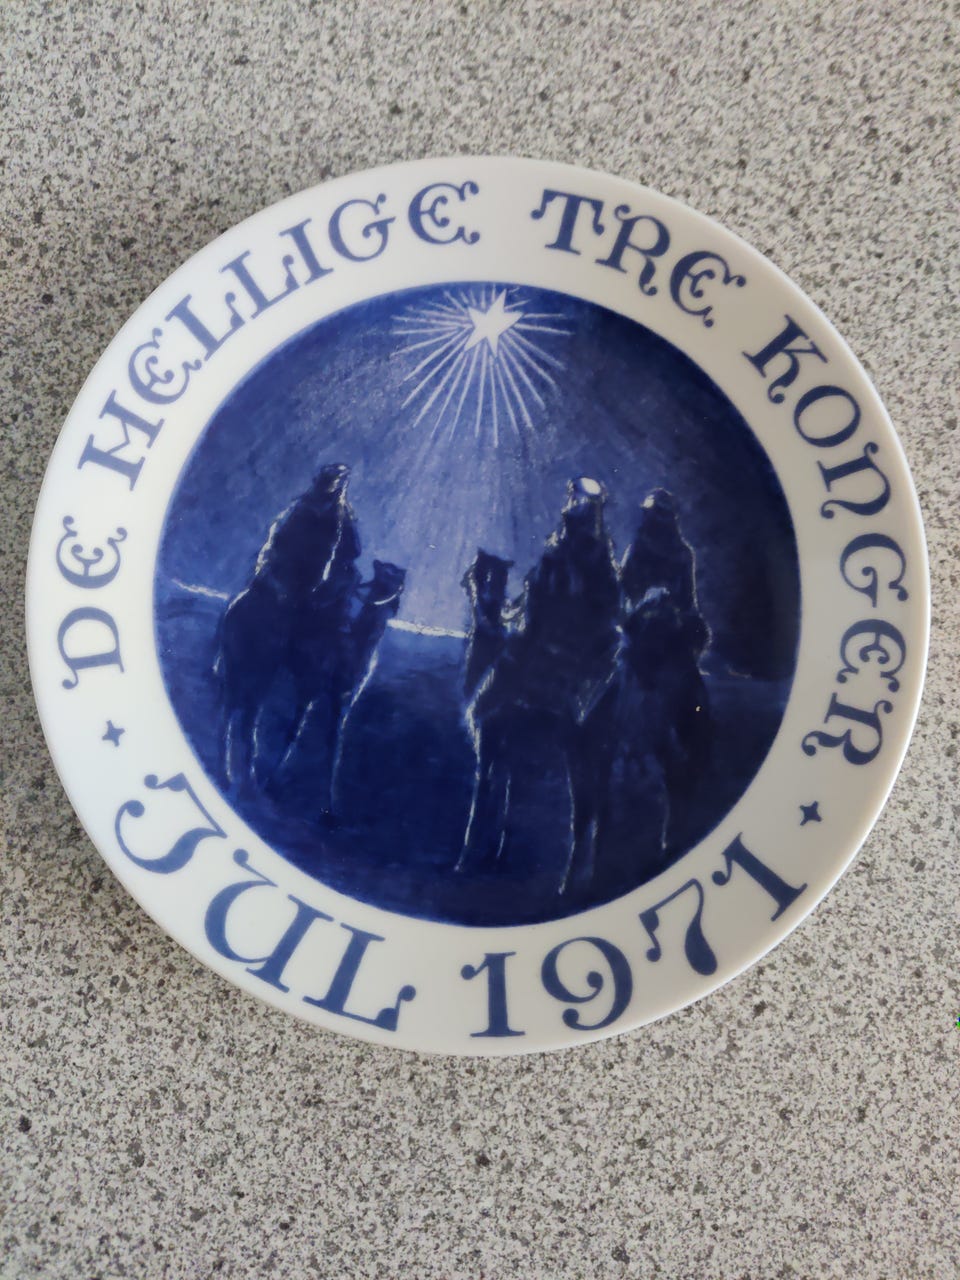 DE HELLIGE TRE KONGER
JUL 1971